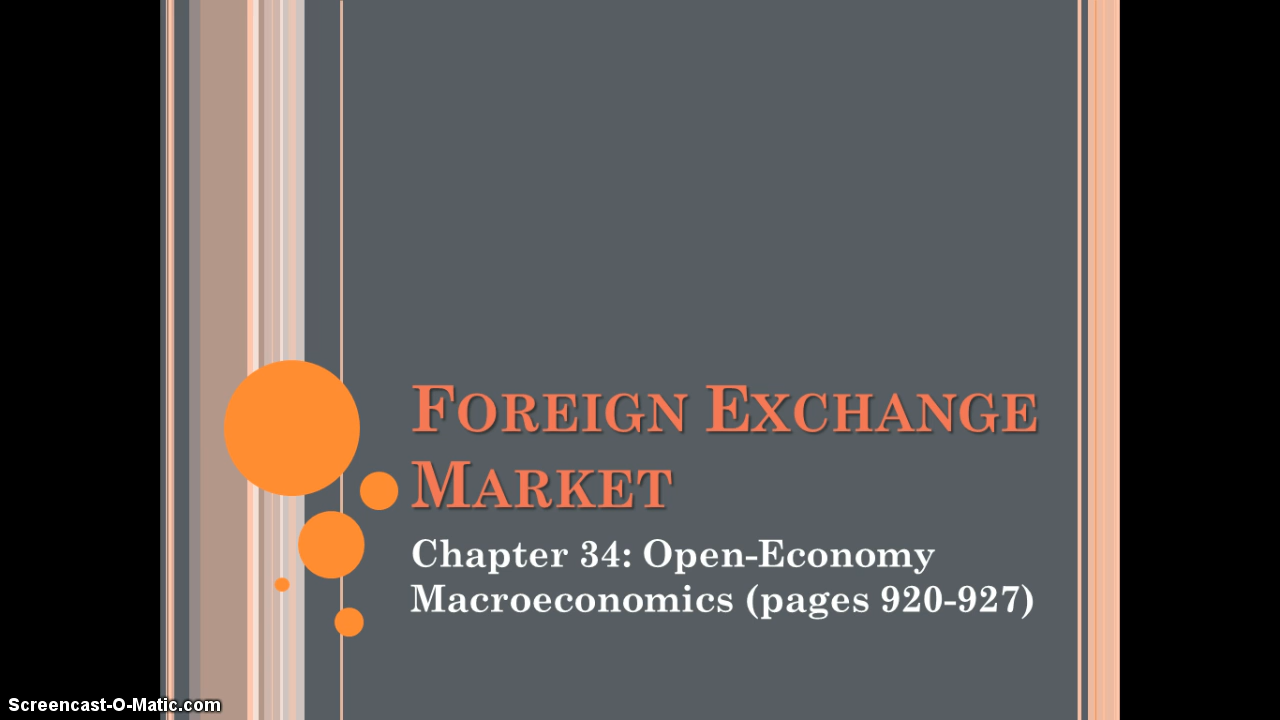 Foreign Exchange
Market
Chapter 34: Open-Economy
Macroeconomics (pages 920-927)
Screencast-O-Matic.com